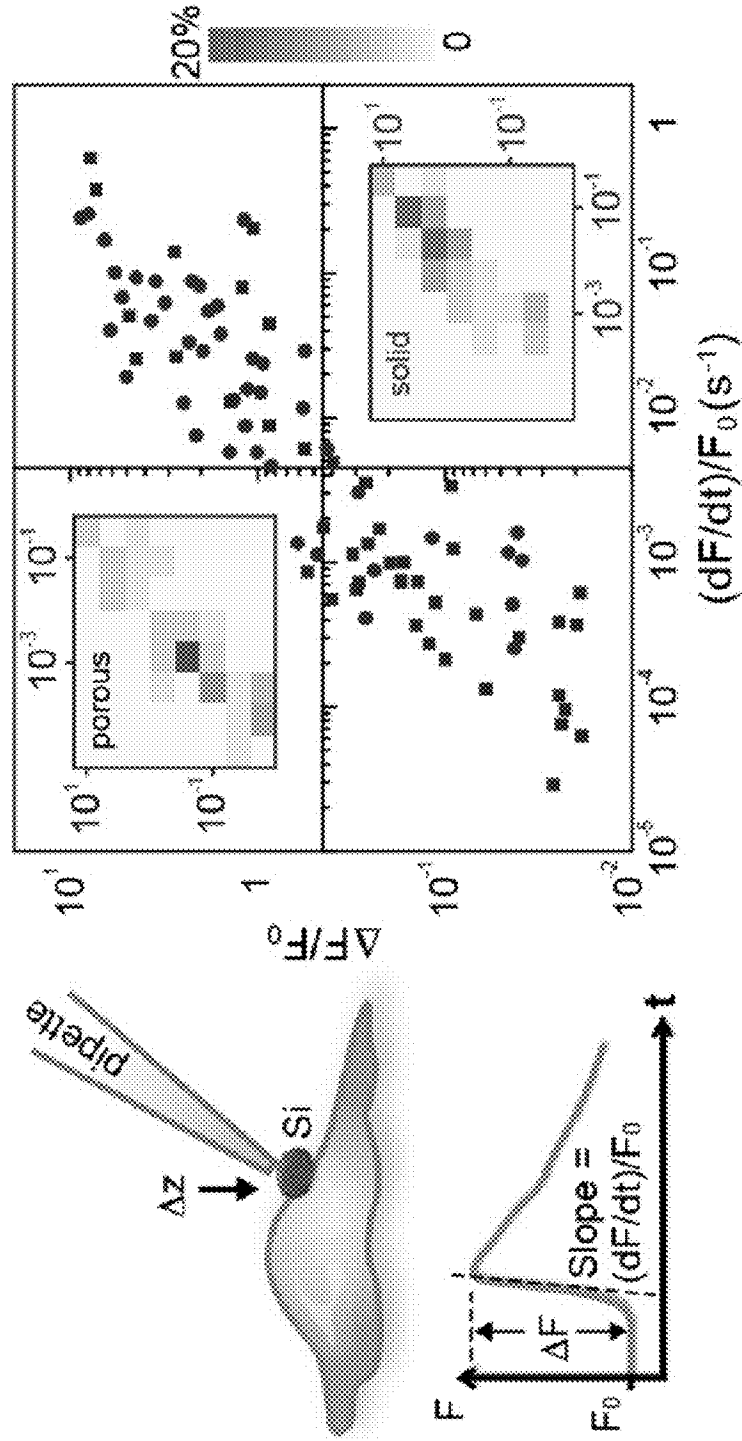 pipette
Δz
Si
F
F₀
ΔF
Slope =
(dF/dt)/F₀
t
ΔF/F₀
10¹
1
10⁻¹
10⁻²
10⁻⁵
10⁻⁴
10⁻³
10⁻²
10⁻¹
1
(dF/dt)/F₀ (s⁻¹)
porous
10⁻³
10⁻¹
10¹
10⁻¹
solid
10¹
10⁻¹
10⁻³
10⁻¹
20%
0